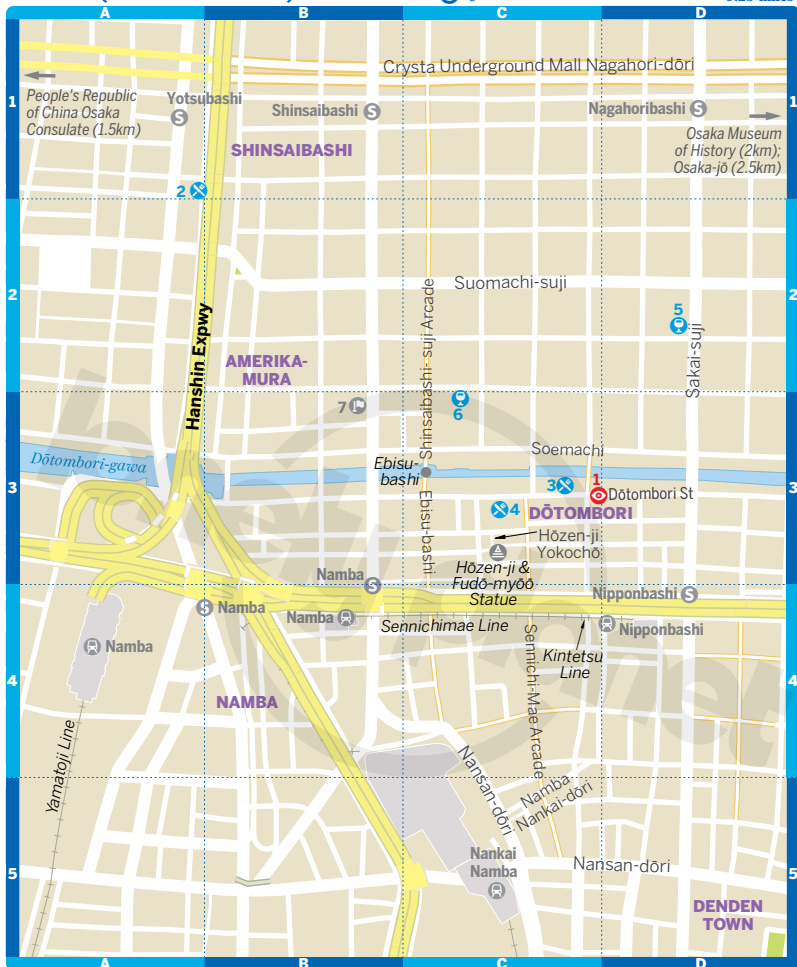 A
B
C
D
1
Crysta Underground Mall Nagahori-dōri
1
People's Republic
of China Osaka
Consulate (1.5km)
Yotsubashi
S
Shinsaibashi
S
Nagahoribashi
S
Osaka Museum
of History (2km);
Osaka-jō (2.5km)
SHINSAIBASHI
2
2
Suomachi-suji
2
5
Hanshin Expwy
Shinsaibashi-suji Arcade
Sakai-suji
AMERIKA-
MURA
7
6
Soemachi
Dōtombori-gawa
Ebisu-
bashi
3
3
1
Dōtombori St
3
4
DŌTOMBORI
Ebisu-bashi
Hōzen-ji
Yokochō
Hōzen-ji &
Fudō-myōō
Statue
Namba
S
Nipponbashi
S
S
Namba
Namba
Sennichimae Line
Nipponbashi
Namba
Kintetsu
Line
4
4
NAMBA
Sennichi-Mae Arcade
Yamatoji Line
Nansan-dōri
Namba
Nankai-dōri
5
Nankai
Namba
Nansan-dōri
5
DENDEN
TOWN
A
B
C
D